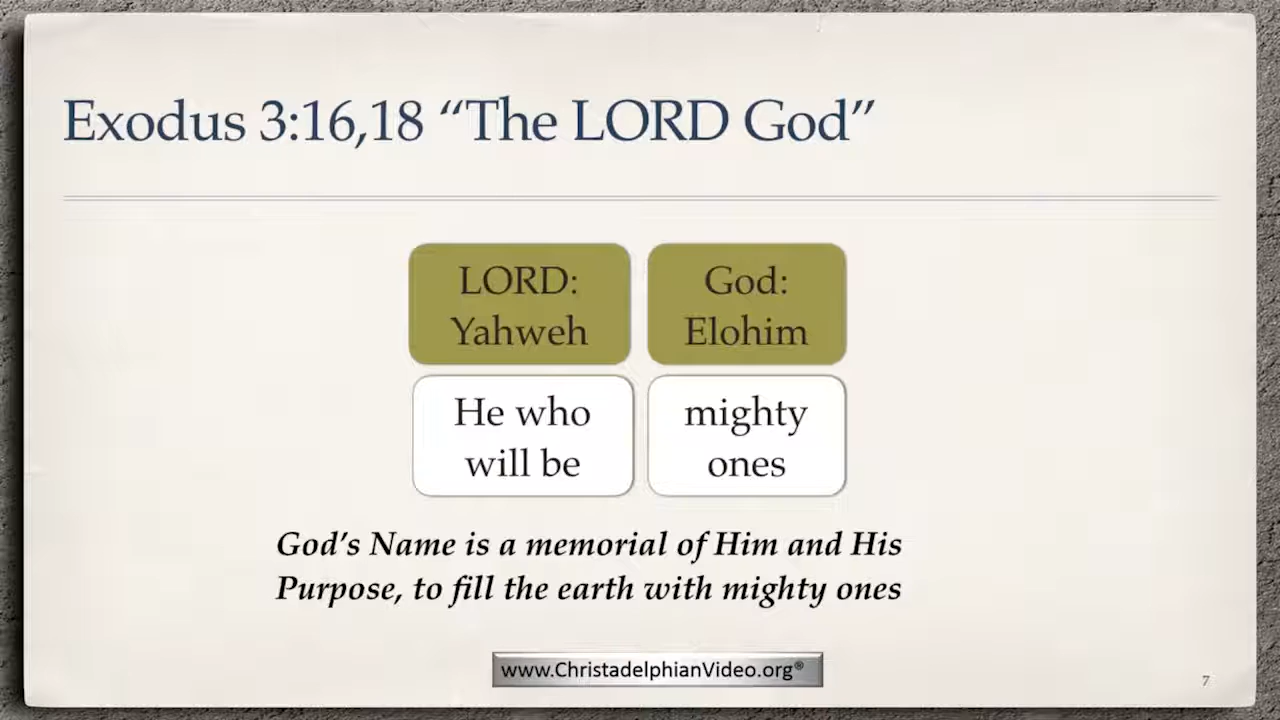 Exodus 3:16,18 “The LORD God”
LORD:
Yahweh
God:
Elohim
He who
will be
mighty
ones
God’s Name is a memorial of Him and His
Purpose, to fill the earth with mighty ones
www.ChristadelphianVideo.org®
7